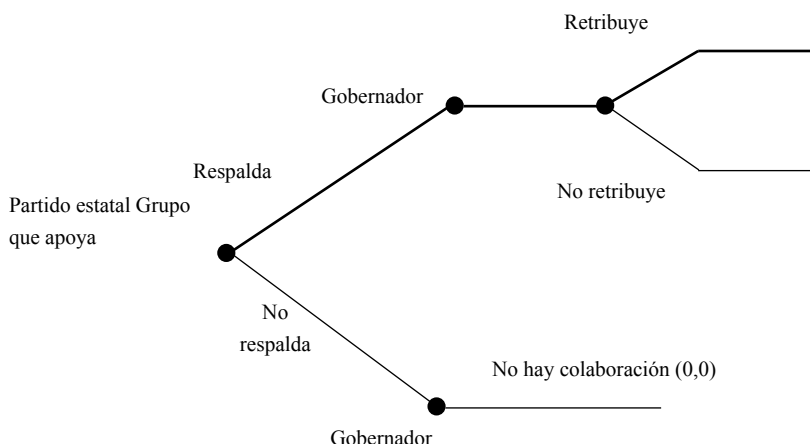 Retribuye
Gobernador
Respalda
No retribuye
Partido estatal Grupo
que apoya
No
respalda
No hay colaboración (0,0)
Gobernador